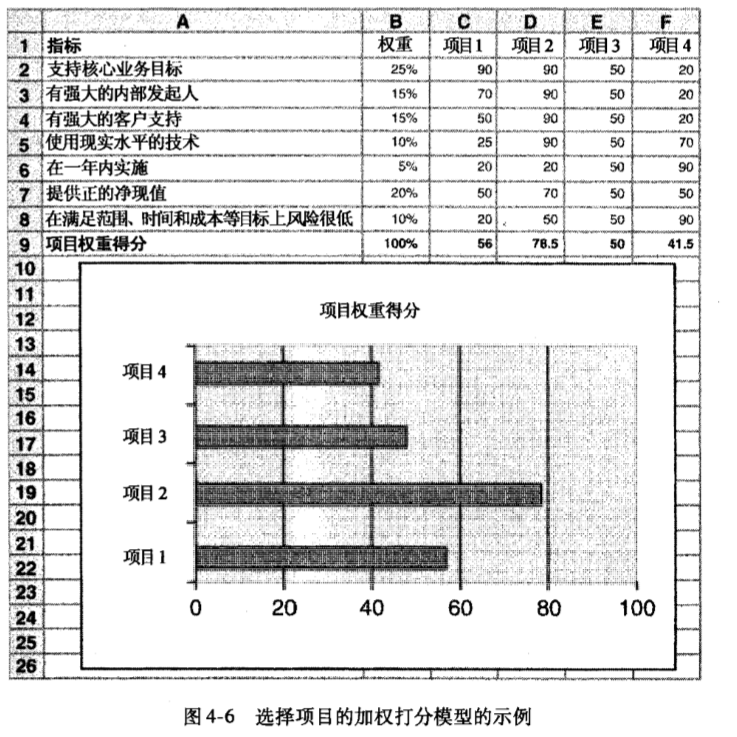 A B C D E F
1 指标 权重 项目1 项目2 项目3 项目4
2 支持核心业务目标 25% 90 90 50 20
3 有强大的内部发起人 15% 70 90 50 20
4 有强大的客户支持 15% 50 90 50 20
5 使用现实水平的技术 10% 25 90 50 70
6 在一年内实施 5% 20 20 50 90
7 提供正的净现值 20% 50 70 50 50
8 在满足范围、时间和成本等目标上风险很低 10% 20 50 50 90
9 项目权重得分 100% 56 78.5 50 41.5
10
11
12 项目权重得分
13
14 项目4
15
16
17 项目3
18
19 项目2
20
21
22 项目1
23
24 0 20 40 60 80 100
25
26
图4-6 选择项目的加权打分模型的示例